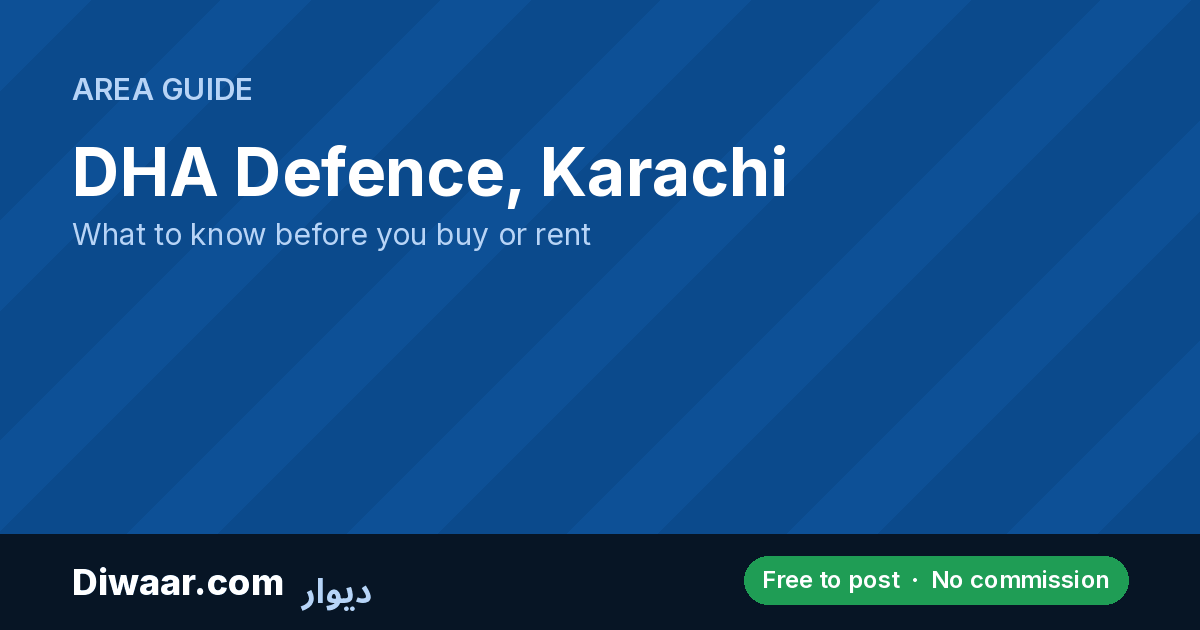 AREA GUIDE
DHA Defence, Karachi
What to know before you buy or rent
Diwaar.com دیوار
Free to post · No commission